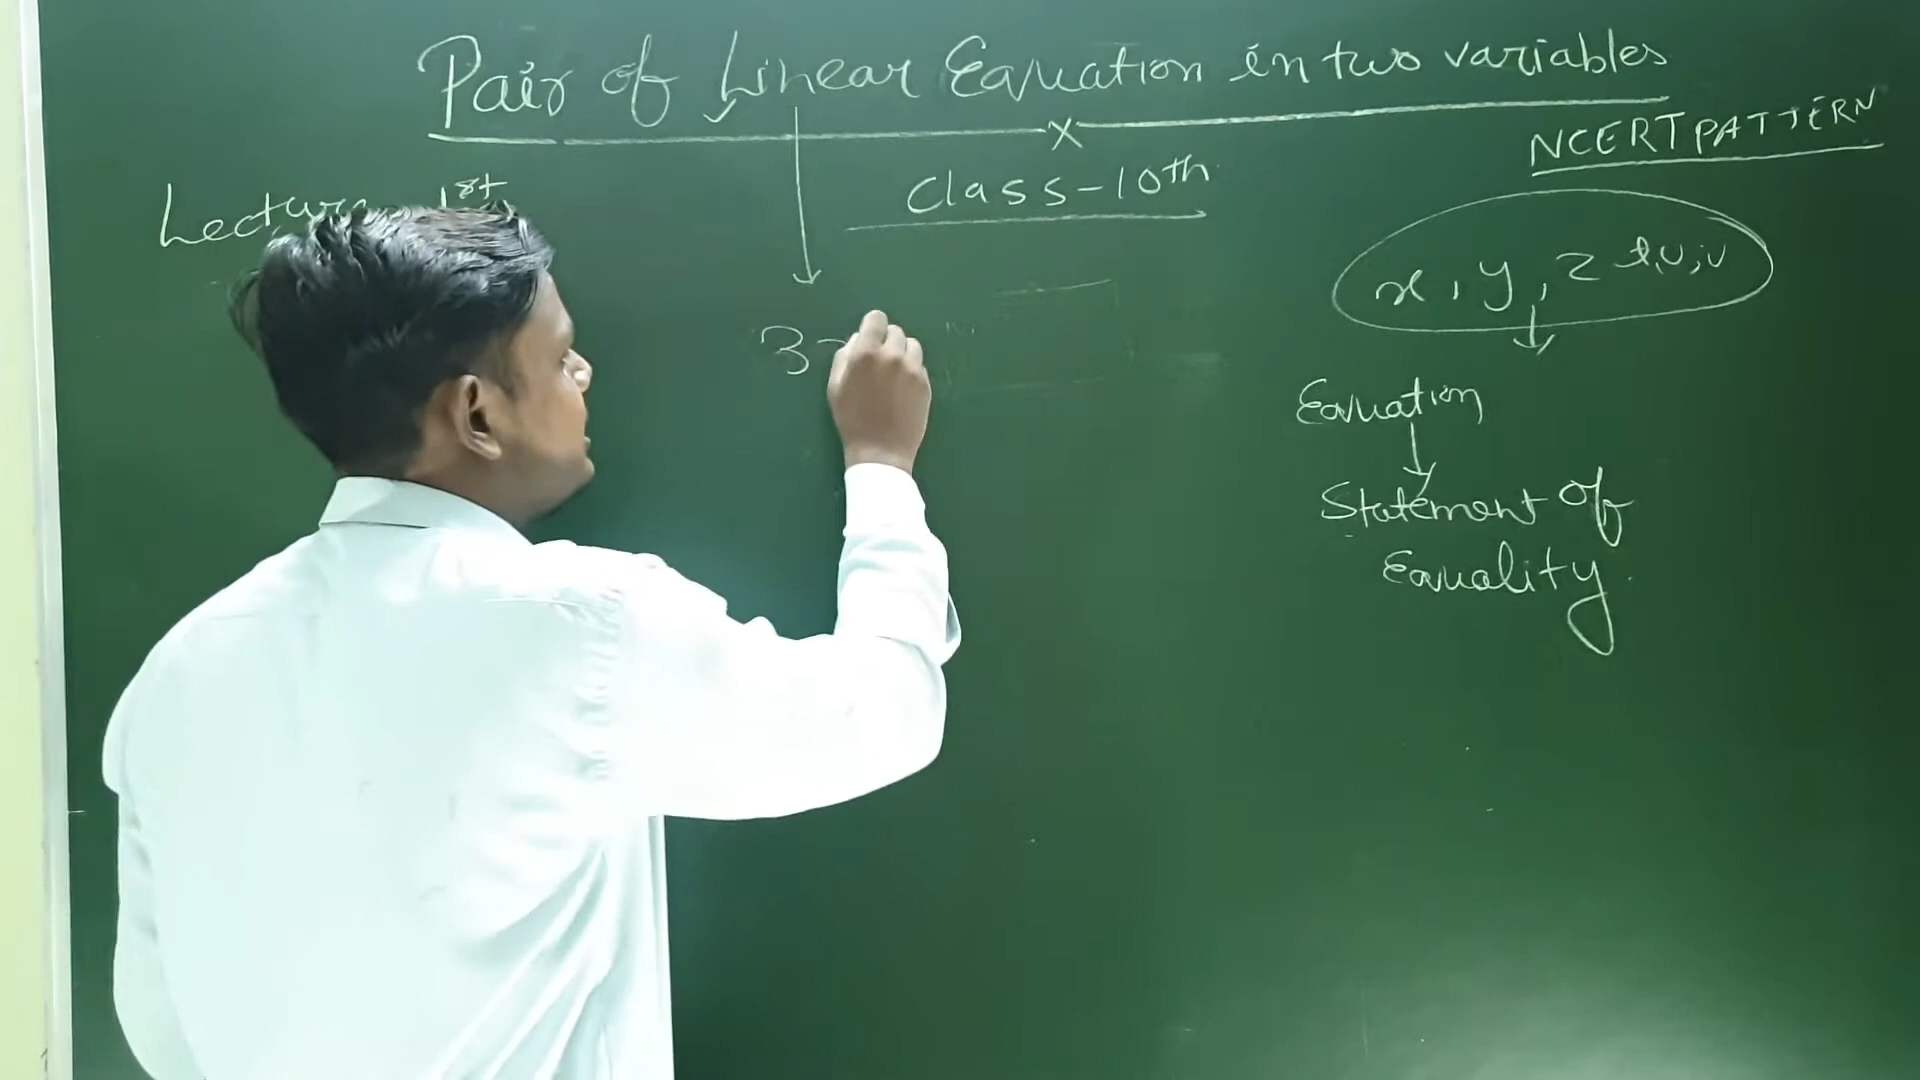 Pair of Linear Equation in two variables
NCERT PATTERN
Lecture 1st
Class-10th
x, y, z
3
Equation
Statement of
Equality.